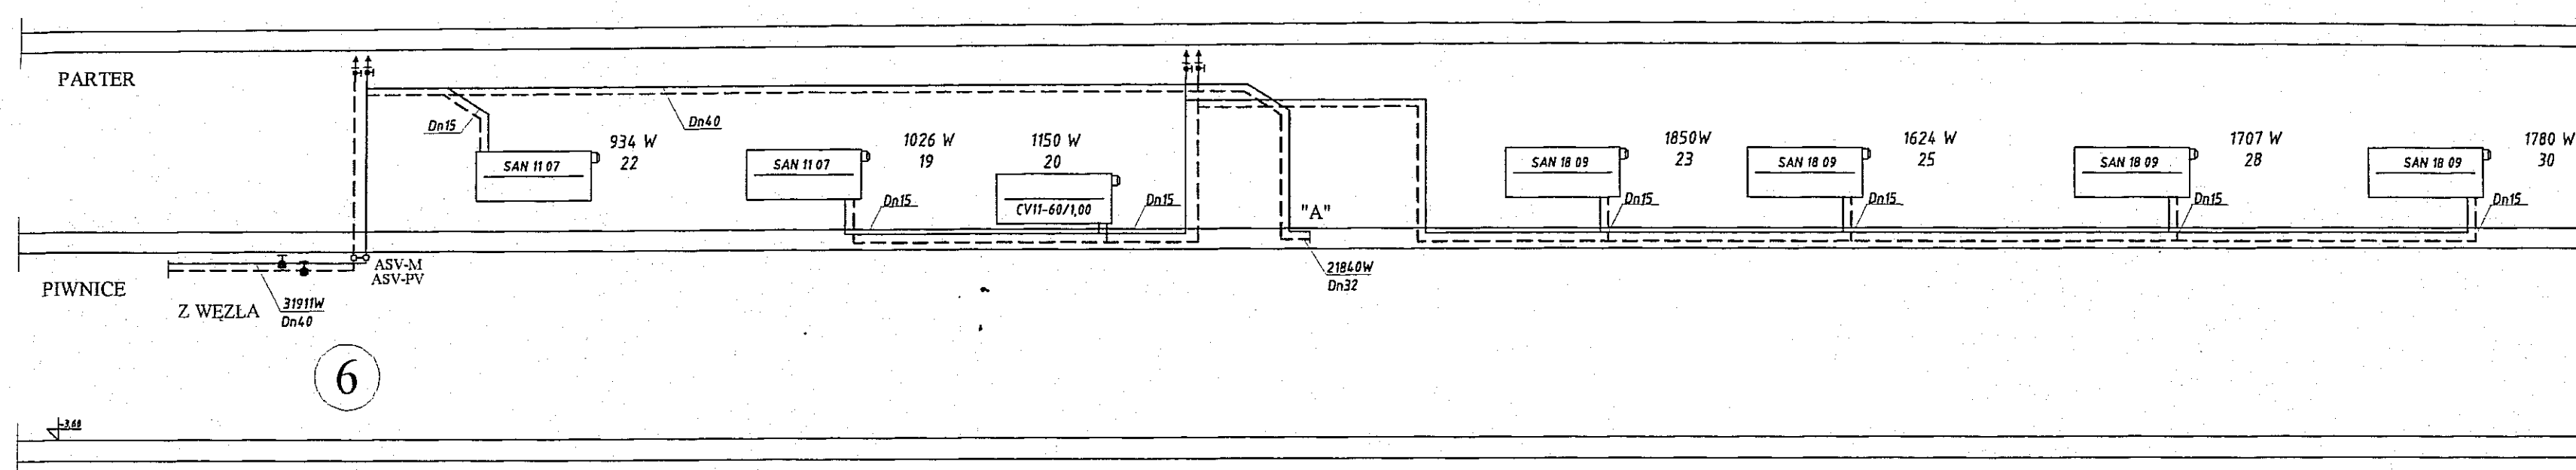 PARTER
Dn15
934 W
22
SAN 11 07
Dn40
1026 W
19
SAN 11 07
Dn15
1150 W
20
CV11-60/1,00
Dn15
"A"
21840W
Dn32
1850W
23
SAN 18 09
Dn15
1624 W
25
SAN 18 09
Dn15
1707 W
28
SAN 18 09
Dn15
1780 W
30
SAN 18 09
Dn15
ASV-M
ASV-PV
PIWNICE
Z WĘZŁA
31911W
Dn40
6
-3,68